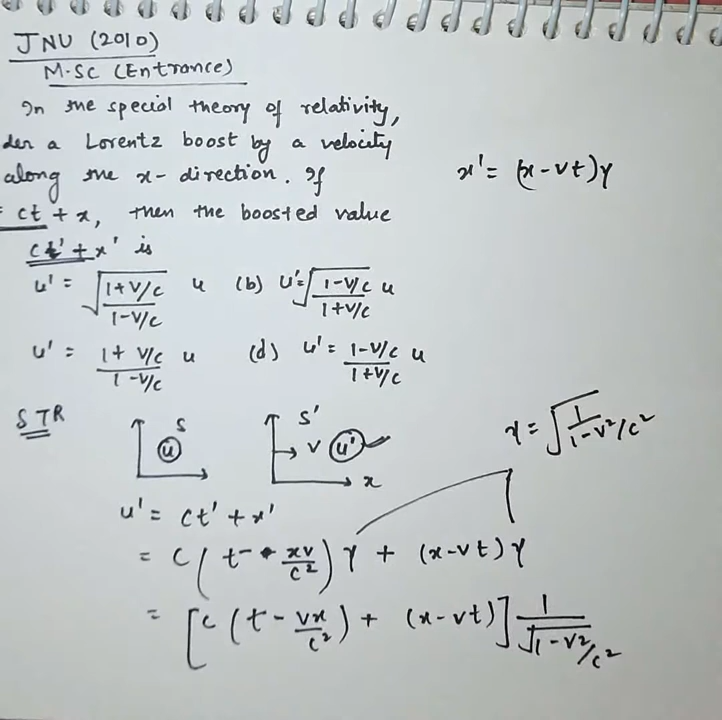 JNU (2010)
M.SC (Entrance)
In the special theory of relativity,
der a Lorentz boost by a velocity
along the x-direction. If
= ct + x, then the boosted value
ct' + x' is
u' = √((1+v/c)/(1-v/c)) u (b) u' = √((1-v/c)/(1+v/c)) u
u' = (1+v/c)/(1-v/c) u (d) u' = (1-v/c)/(1+v/c) u
x' = (x-vt)γ
STR
S
u
S'
v u'
x
γ = √(1/(1-v²/c²))
u' = ct' + x'
= c(t - xv/c²)γ + (x-vt)γ
= [c(t - vx/c²) + (x-vt)] 1/√(1-v²/c²)